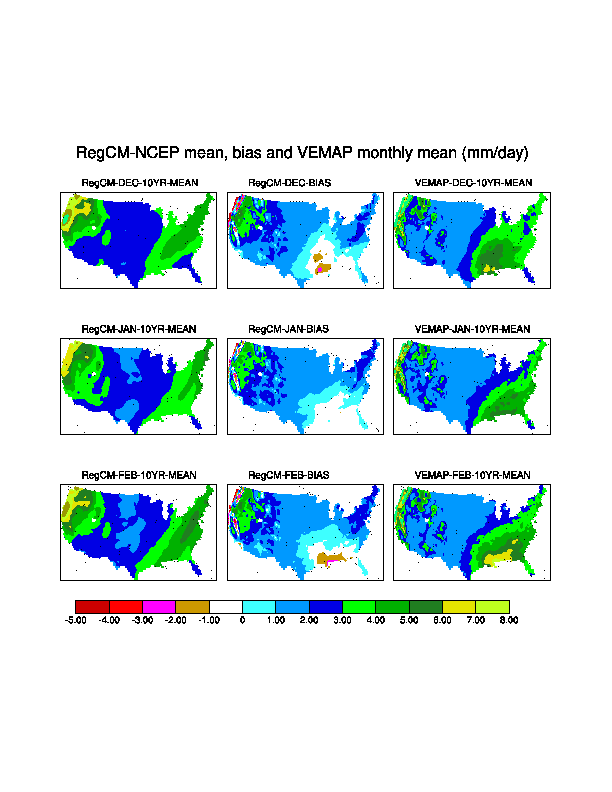 RegCM-NCEP mean, bias and VEMAP monthly mean (mm/day)
RegCM-DEC-10YR-MEAN RegCM-DEC-BIAS VEMAP-DEC-10YR-MEAN
RegCM-JAN-10YR-MEAN RegCM-JAN-BIAS VEMAP-JAN-10YR-MEAN
RegCM-FEB-10YR-MEAN RegCM-FEB-BIAS VEMAP-FEB-10YR-MEAN
-5.00 -4.00 -3.00 -2.00 -1.00 0 1.00 2.00 3.00 4.00 5.00 6.00 7.00 8.00